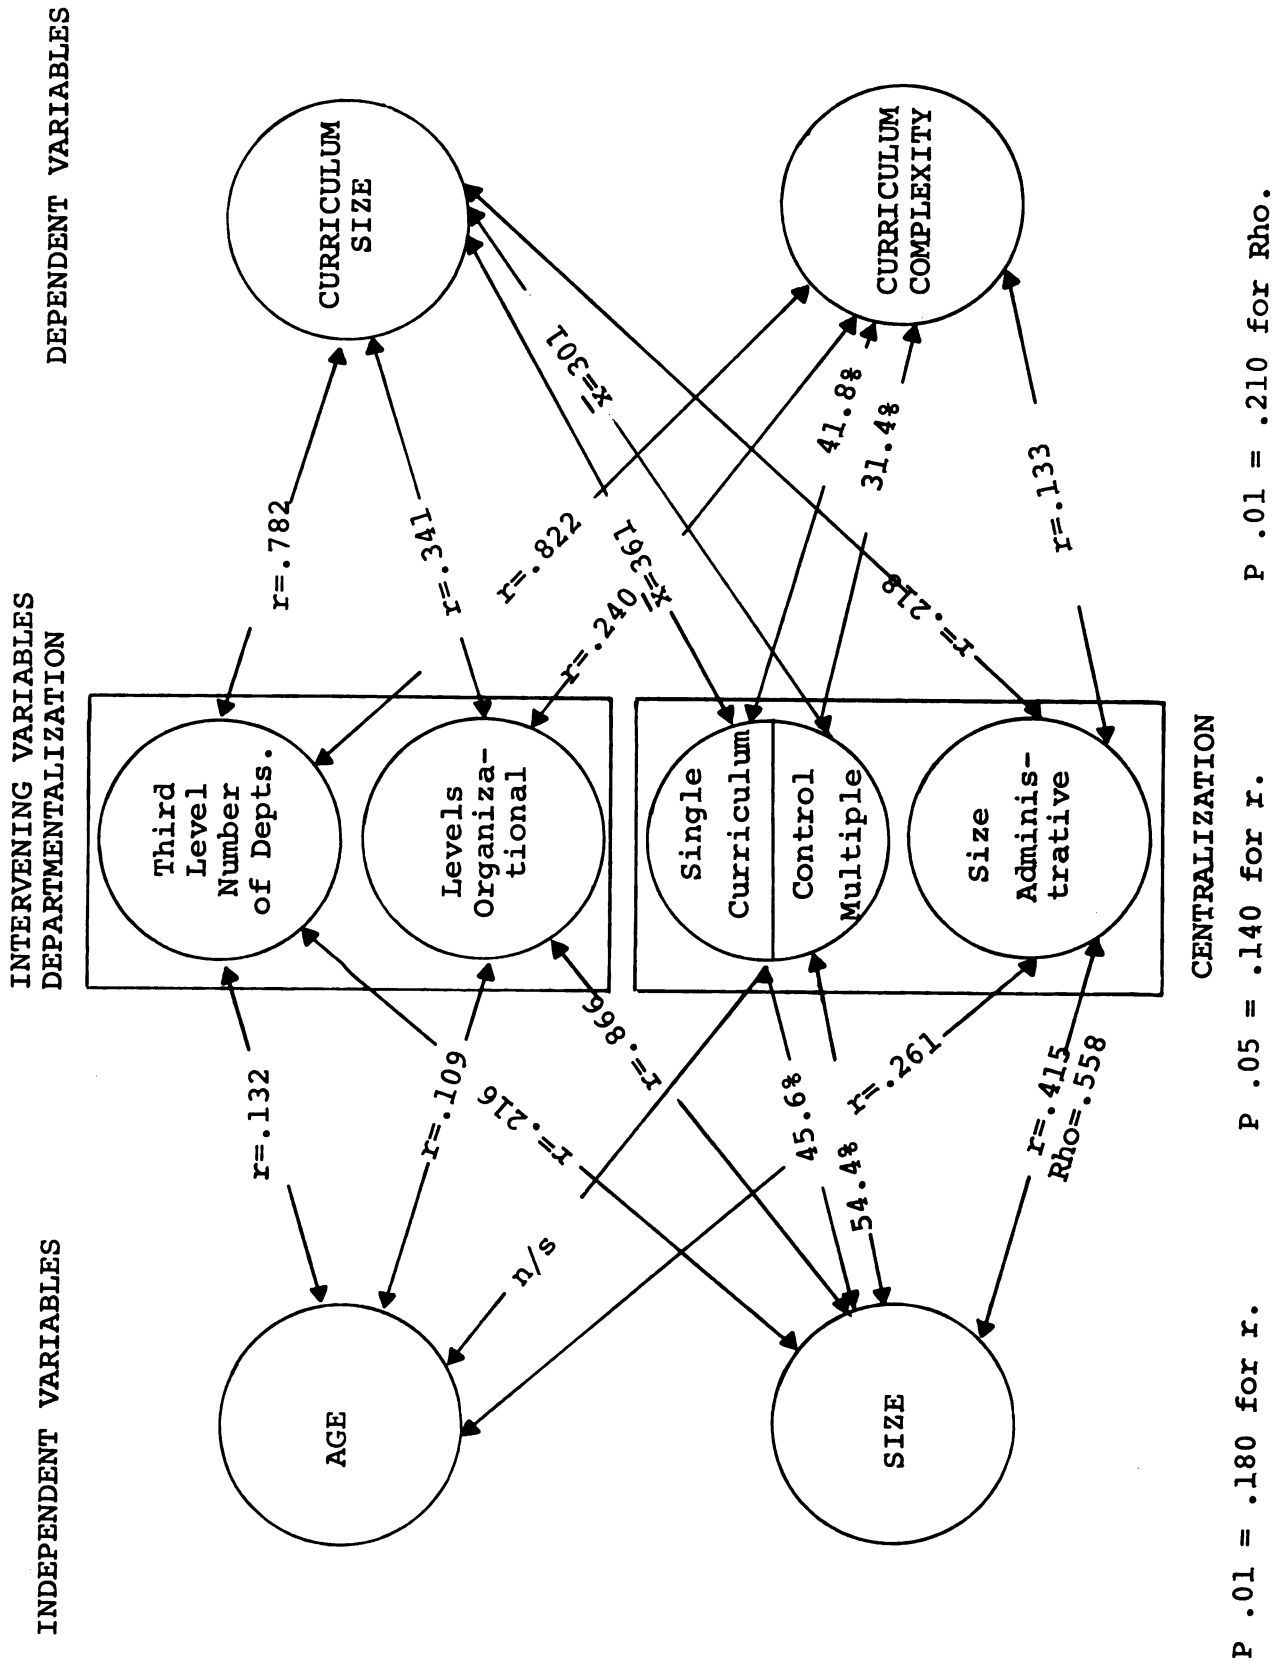 INDEPENDENT VARIABLES
INTERVENING VARIABLES
DEPARTMENTALIZATION
DEPENDENT VARIABLES
AGE
SIZE
r=.132
r=.109
r=.216
r=.866
n/s
45.6%
54.4%
r=.261
r=.415
Rho=.558
Third
Level
Number
of Depts.
Levels
Organiza-
tional
Single
Curriculum
Control
Multiple
Size
Adminis-
trative
CENTRALIZATION
r=.782
r=.341
r=.822
r=.240
x̄=361
x̄=301
41.8%
31.4%
r=.218
r=.133
CURRICULUM
SIZE
CURRICULUM
COMPLEXITY
P .01 = .180 for r.
P .05 = .140 for r.
P .01 = .210 for Rho.